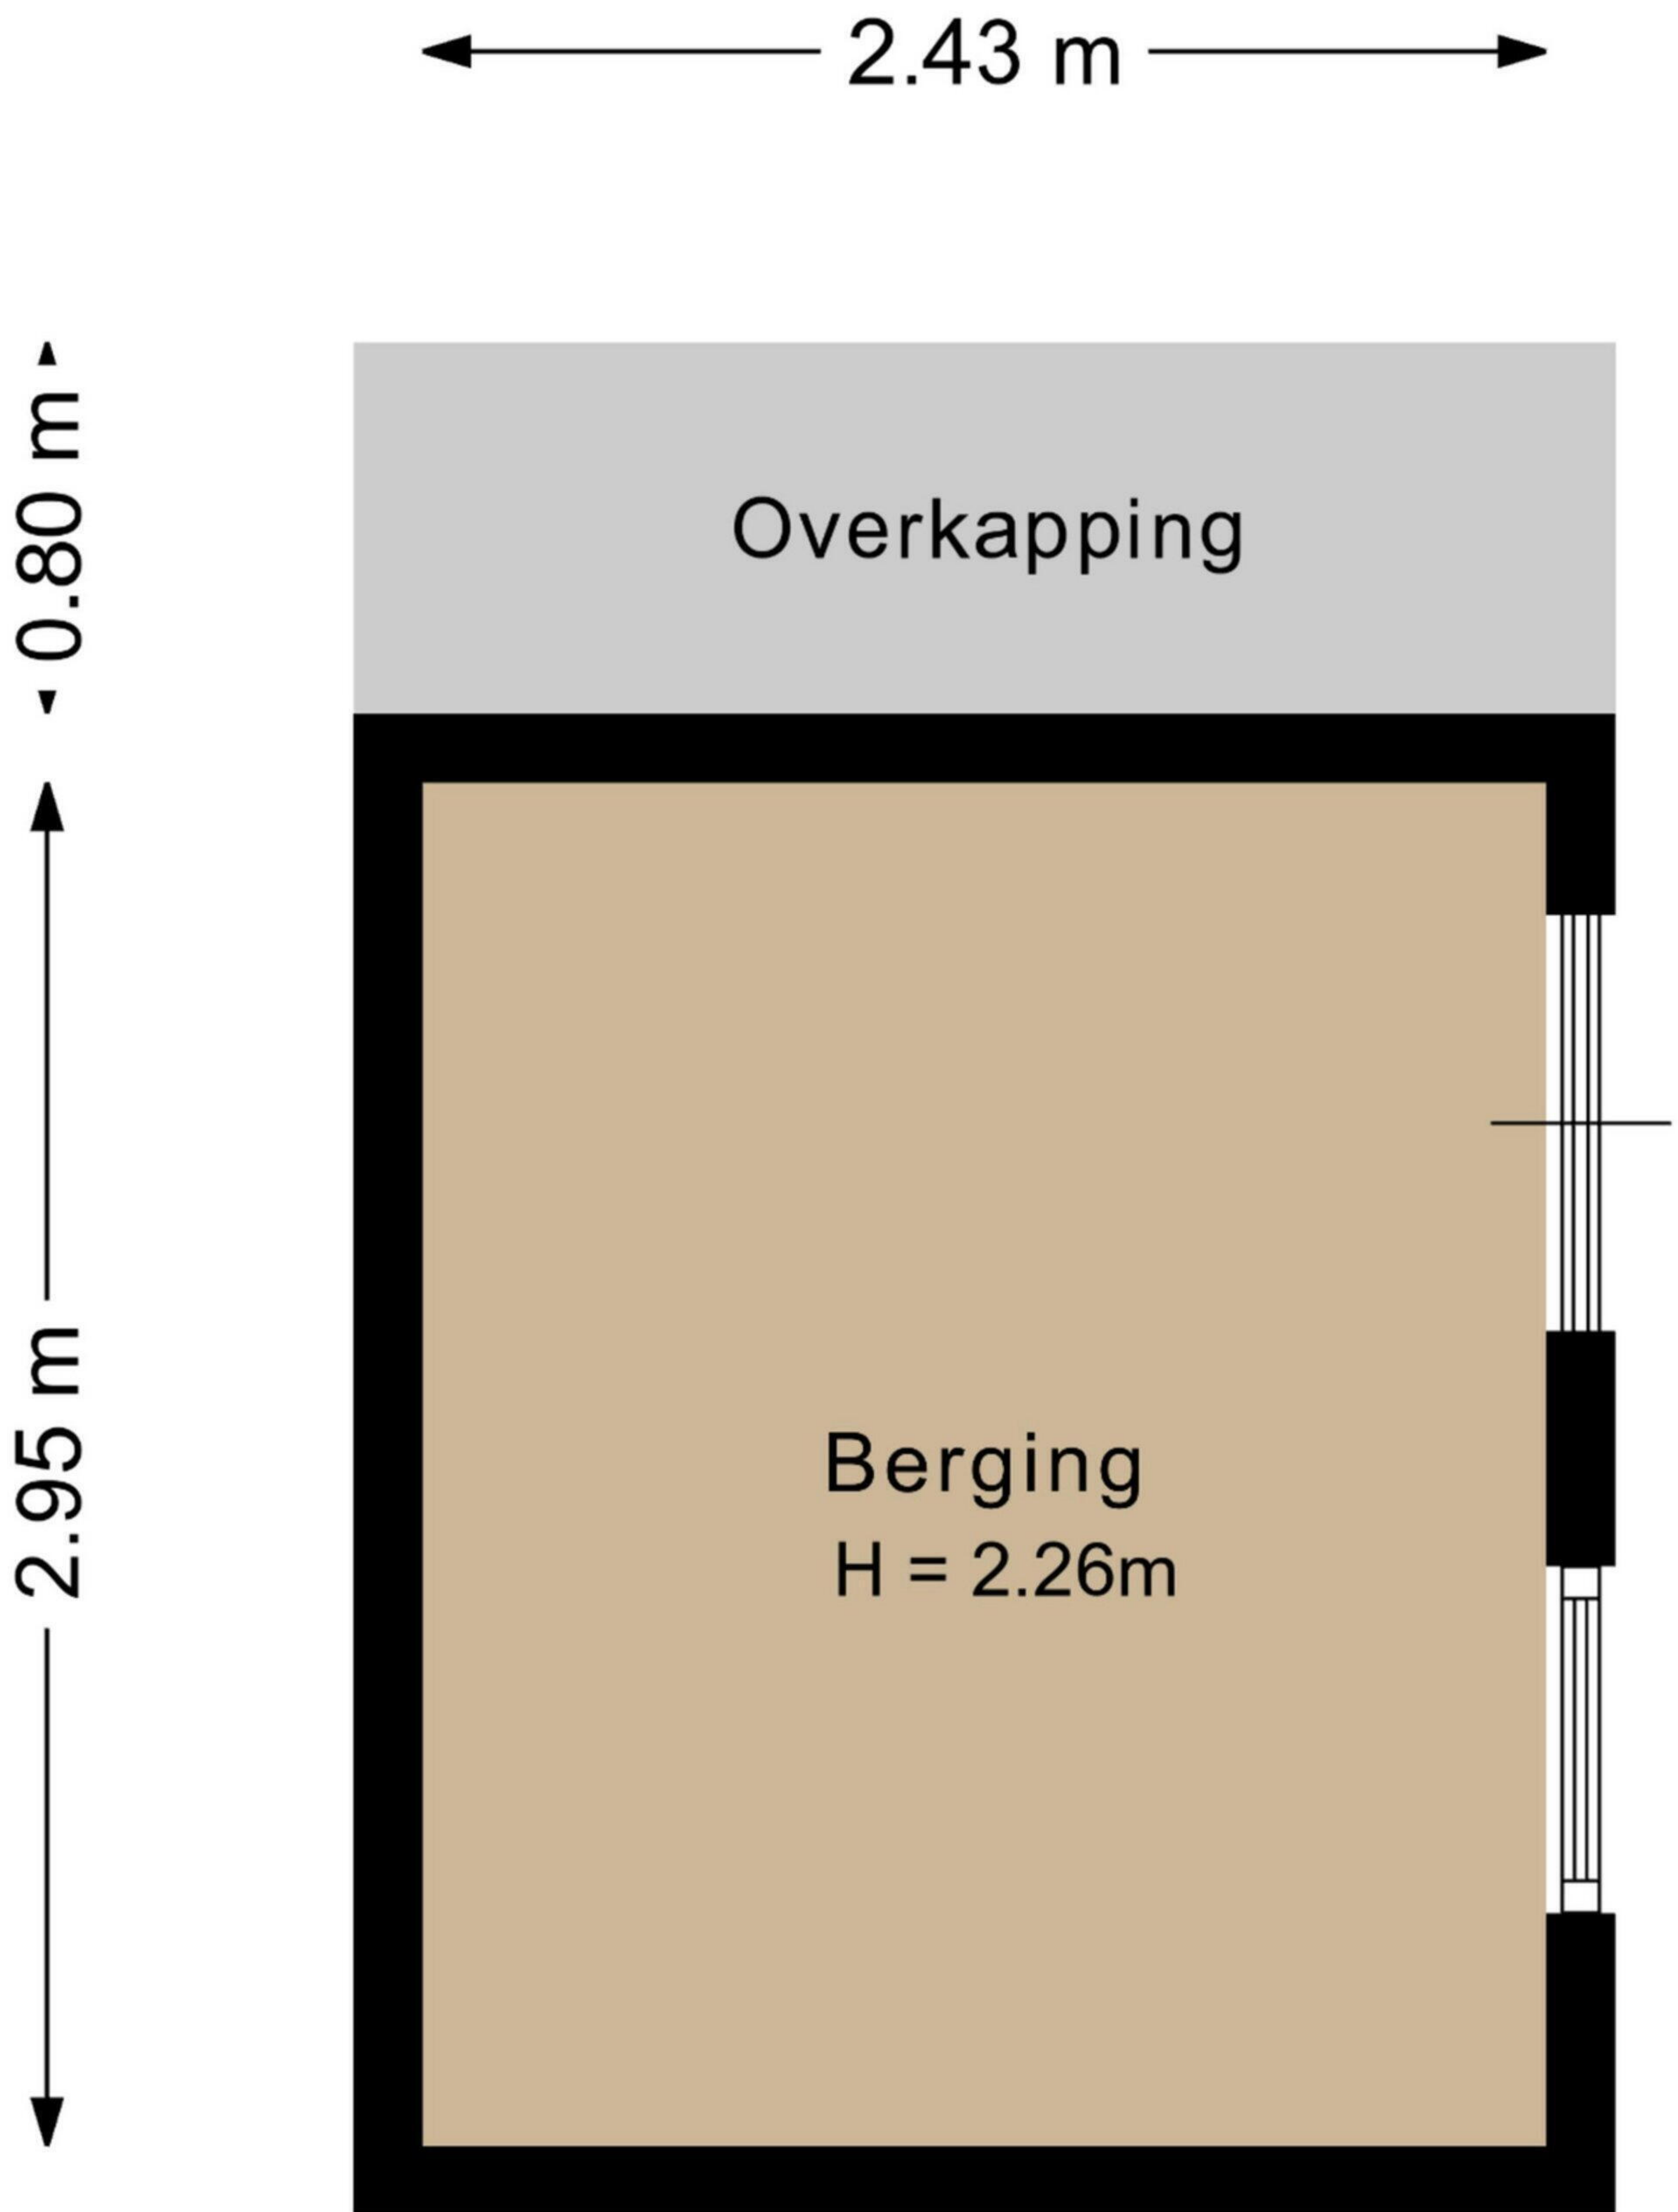 2.43 m
0.80 m
Overkapping
2.95 m
Berging
H = 2.26m